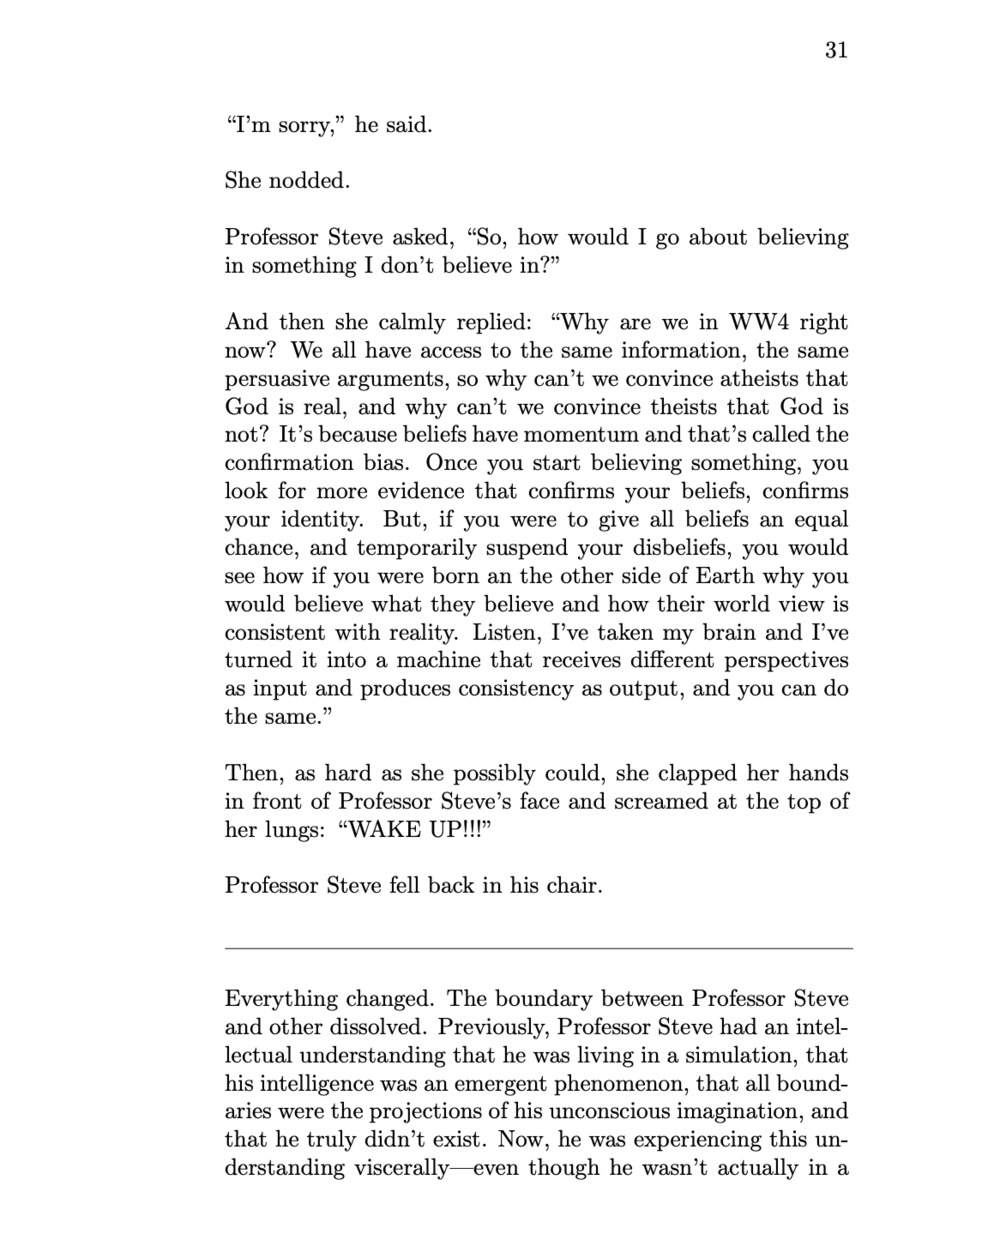 31
“I’m sorry,” he said.
She nodded.
Professor Steve asked, “So, how would I go about believing
in something I don’t believe in?”
And then she calmly replied: “Why are we in WW4 right
now? We all have access to the same information, the same
persuasive arguments, so why can’t we convince atheists that
God is real, and why can’t we convince theists that God is
not? It’s because beliefs have momentum and that’s called the
confirmation bias. Once you start believing something, you
look for more evidence that confirms your beliefs, confirms
your identity. But, if you were to give all beliefs an equal
chance, and temporarily suspend your disbeliefs, you would
see how if you were born an the other side of Earth why you
would believe what they believe and how their world view is
consistent with reality. Listen, I’ve taken my brain and I’ve
turned it into a machine that receives different perspectives
as input and produces consistency as output, and you can do
the same.”
Then, as hard as she possibly could, she clapped her hands
in front of Professor Steve’s face and screamed at the top of
her lungs: “WAKE UP!!!”
Professor Steve fell back in his chair.
Everything changed. The boundary between Professor Steve
and other dissolved. Previously, Professor Steve had an intel-
lectual understanding that he was living in a simulation, that
his intelligence was an emergent phenomenon, that all bound-
aries were the projections of his unconscious imagination, and
that he truly didn’t exist. Now, he was experiencing this un-
derstanding viscerally—even though he wasn’t actually in a